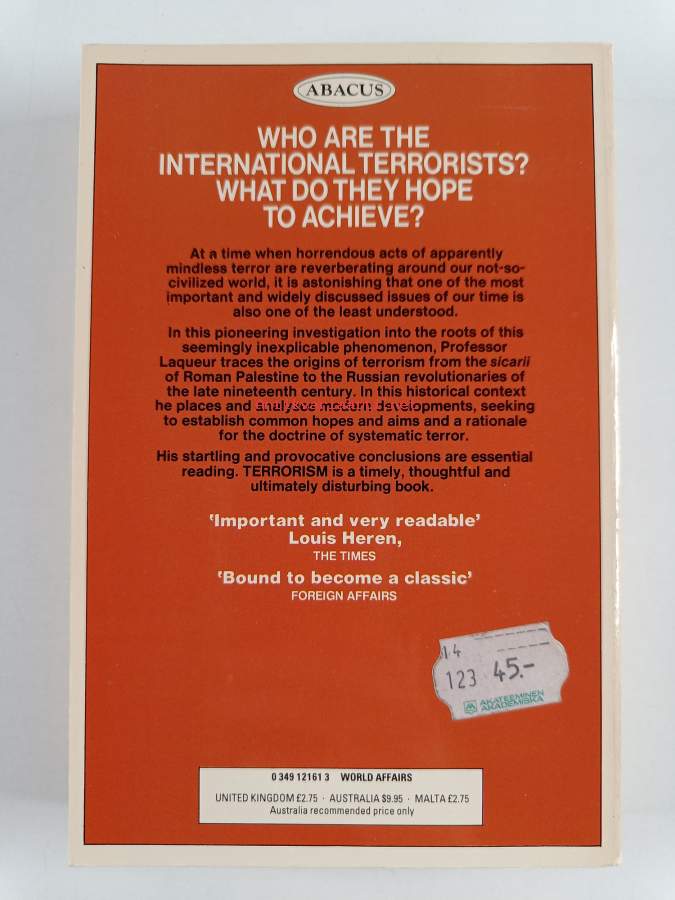 ABACUS
WHO ARE THE
INTERNATIONAL TERRORISTS?
WHAT DO THEY HOPE
TO ACHIEVE?
At a time when horrendous acts of apparently
mindless terror are reverberating around our not-so-
civilized world, it is astonishing that one of the most
important and widely discussed issues of our time is
also one of the least understood.
In this pioneering investigation into the roots of this
seemingly inexplicable phenomenon, Professor
Laqueur traces the origins of terrorism from the sicarii
of Roman Palestine to the Russian revolutionaries of
the late nineteenth century. In this historical context
he places and analyses modern developments, seeking
to establish common hopes and aims and a rationale
for the doctrine of systematic terror.
His startling and provocative conclusions are essential
reading. TERRORISM is a timely, thoughtful and
ultimately disturbing book.
'Important and very readable'
Louis Heren,
THE TIMES
'Bound to become a classic'
FOREIGN AFFAIRS
123 45.-
AKATEEMINEN
AKADEMISKA
0 349 12161 3 WORLD AFFAIRS
UNITED KINGDOM £2.75 · AUSTRALIA $9.95 · MALTA £2.75
Australia recommended price only